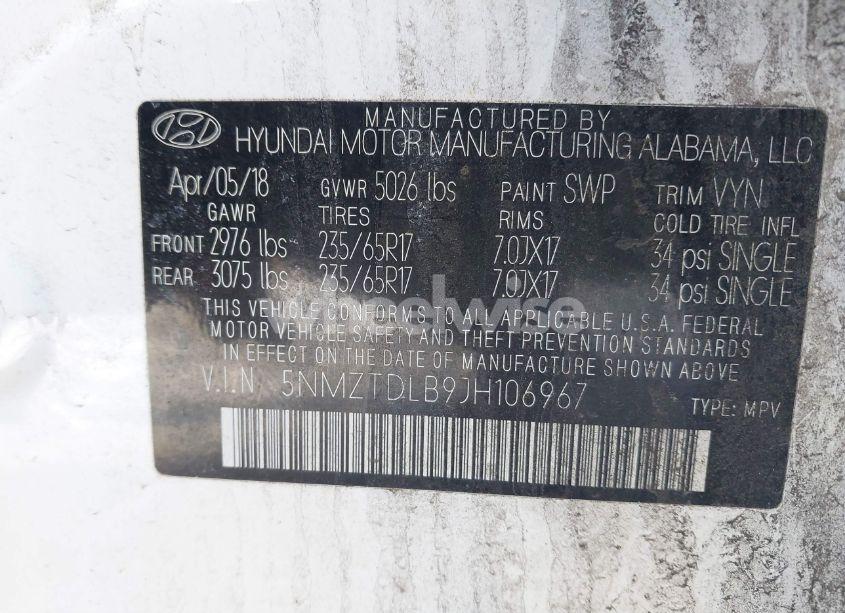 MANUFACTURED BY
HYUNDAI MOTOR MANUFACTURING ALABAMA, LLC
Apr/05/18 GVWR 5026 lbs PAINT SWP TRIM VYN
GAWR TIRES RIMS COLD TIRE INFL
FRONT 2976 lbs 235/65R17 7.0JX17 34 psi SINGLE
REAR 3075 lbs 235/65R17 7.0JX17 34 psi SINGLE
THIS VEHICLE CONFORMS TO ALL APPLICABLE U.S.A. FEDERAL
MOTOR VEHICLE SAFETY AND THEFT PREVENTION STANDARDS
IN EFFECT ON THE DATE OF MANUFACTURE SHOWN ABOVE.
V.I.N 5NMZTDLB9JH106967 TYPE: MPV